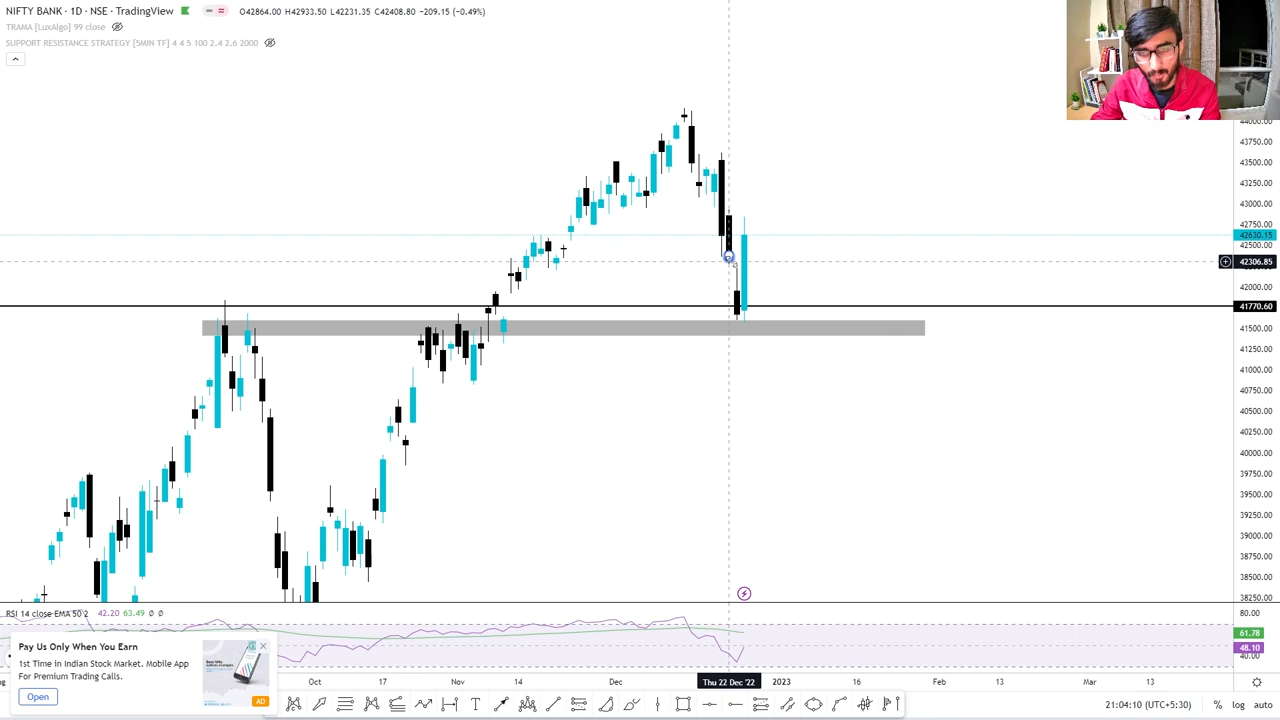 NIFTY BANK · 1D · NSE · TradingView O42864.00 H42933.50 L42231.35 C42408.80 -209.15 (-0.49%)
TRAMA [LuxAlgo] 99 close
SUPPORT RESISTANCE STRATEGY [5MIN TF] 4 4 5 100 2.4 2.6 2000
44000.00
43750.00
43500.00
43250.00
43000.00
42750.00
42630.15
42500.00
42306.85
42000.00
41770.60
41500.00
41250.00
41000.00
40750.00
40500.00
40250.00
40000.00
39750.00
39500.00
39250.00
39000.00
38750.00
38500.00
38250.00
RSI 14 close EMA 50 2 42.20 63.49 ∅ ∅
80.00
61.78
48.10
40.00
Pay Us Only When You Earn
1st Time in Indian Stock Market. Mobile App
For Premium Trading Calls.
Open
AD
Oct 17 Nov 14 Dec Thu 22 Dec '22 2023 16 Feb 13 Mar 13
21:04:10 (UTC+5:30) % log auto